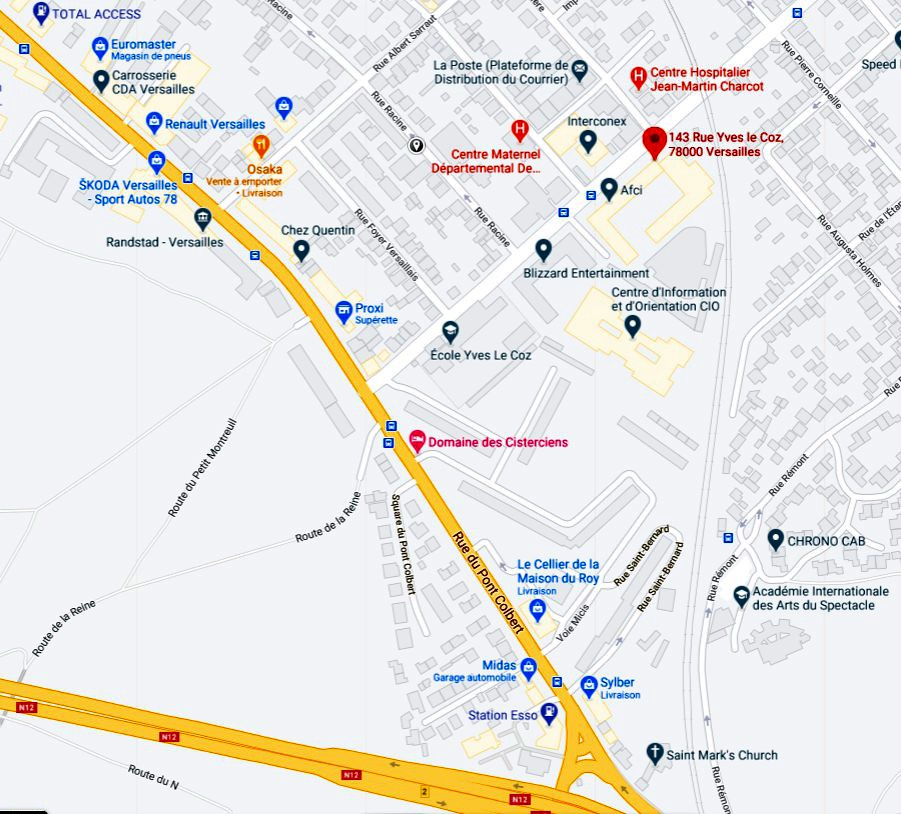 TOTAL ACCESS
Racine
Impa
Euromaster
Magasin de pneus
Rue Albert Sarraut
Rue Pierre Corneille
Speed
La Poste (Plateforme de
Distribution du Courrier)
Centre Hospitalier
Jean-Martin Charcot
Carrosserie
CDA Versailles
Rue Racine
Renault Versailles
Interconex
143 Rue Yves le Coz,
78000 Versailles
Centre Maternel
Départemental De...
Osaka
Vente à emporter
- Livraison
ŠKODA Versailles
- Sport Autos 78
Afci
Randstad - Versailles
Chez Quentin
Rue Foyer Versaillais
Rue Racine
Rue Augusta Holmes
Rue de l'Étan
Blizzard Entertainment
Centre d'Information
et d'Orientation CIO
Proxi
Supérette
École Yves Le Coz
Domaine des Cisterciens
Route du Petit Montreuil
Route de la Reine
Square du Pont Colbert
Rue Rémont
Rue du Pont Colbert
Rue Saint-Bernard
Rue Saint-Bernard
CHRONO CAB
Le Cellier de la
Maison du Roy
Livraison
Voie Micis
Rue Rémont
Académie Internationale
des Arts du Spectacle
Route de la Reine
Midas
Garage automobile
Sylber
Livraison
Station Esso
N12
N12
Saint Mark's Church
Route du N
N12
2
N12
Rue Rémon